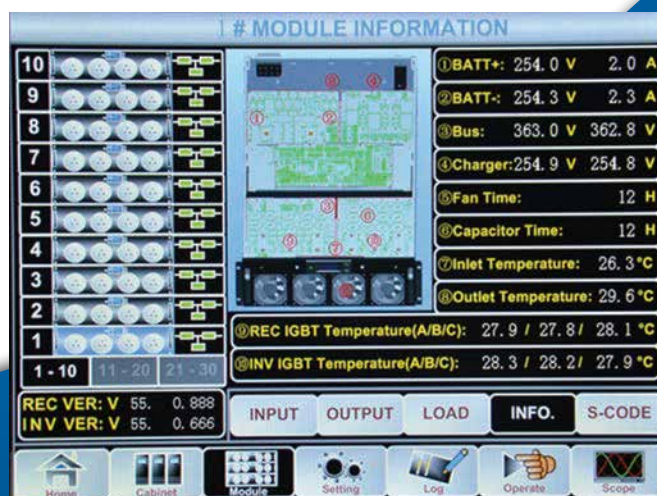 # MODULE INFORMATION
10
9
8
7
6
5
4
3
2
1
1 - 10 11 - 20 21 - 30
REC VER: V 55. 0.888
INV VER: V 55. 0.666
①BATT+: 254.0 V 2.0 A
②BATT-: 254.3 V 2.3 A
③Bus: 363.0 V 362.8 V
④Charger: 254.9 V 254.8 V
⑤Fan Time: 12 H
⑥Capacitor Time: 12 H
⑦Inlet Temperature: 26.3 °C
⑧Outlet Temperature: 29.6 °C
⑨REC IGBT Temperature(A/B/C): 27.9 / 27.8/ 28.1 °C
⑩INV IGBT Temperature(A/B/C): 28.3 / 28.2/ 27.9 °C
INPUT OUTPUT LOAD INFO. S-CODE
Home Cabinet Module Setting Log Operate Scope